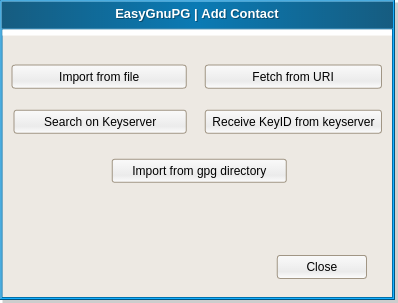 EasyGnuPG | Add Contact
Import from file
Fetch from URI
Search on Keyserver
Receive KeyID from keyserver
Import from gpg directory
Close